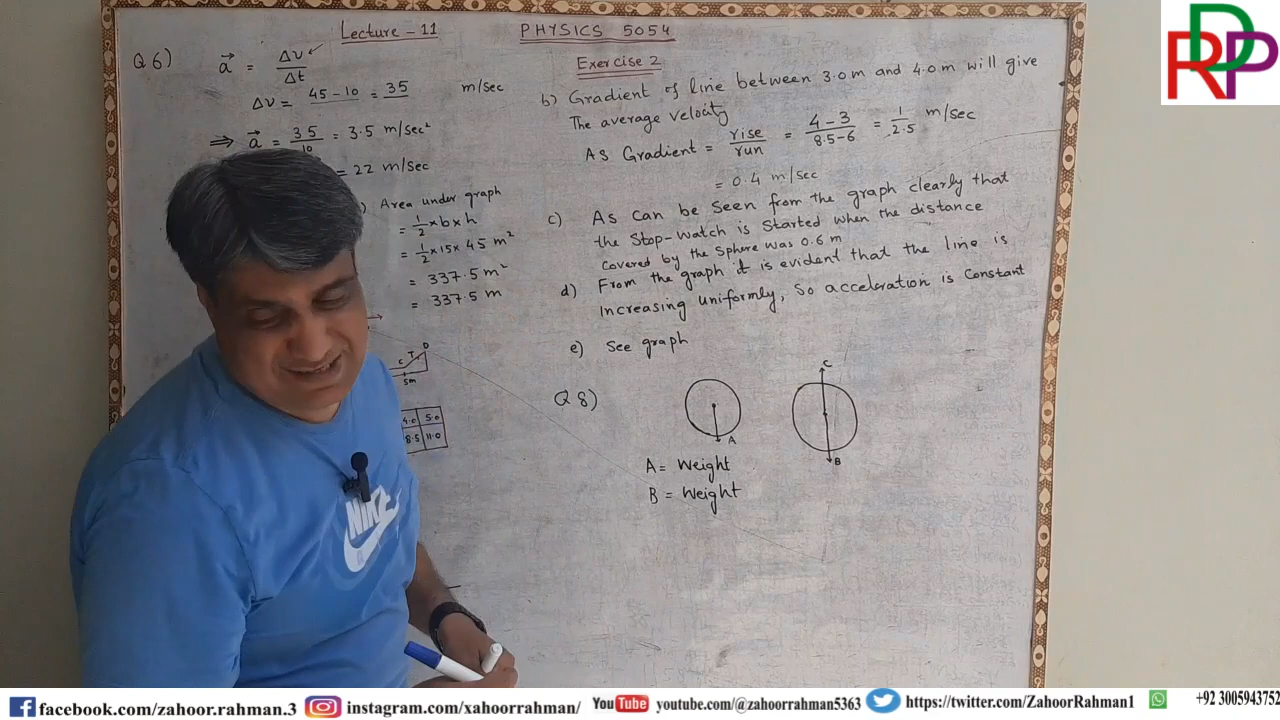 Lecture - 11
PHYSICS 5054
Exercise 2
Q 6) a⃗ = Δv / Δt
Δv = 45 - 10 = 35 m/sec
⇒ a⃗ = 35/10 = 3.5 m/sec²
= 22 m/sec
) Area under graph
= 1/2 × b × h
= 1/2 × 15 × 45 m²
= 337.5 m²
= 337.5 m
C T D
5m
4.0 5.0
8.5 11.0
b) Gradient of line between 3.0 m and 4.0 m will give
The average velocity
As Gradient = rise/run = 4 - 3 / 8.5 - 6 = 1/2.5 m/sec
= 0.4 m/sec
c) As can be seen from the graph clearly that
the Stop-watch is Started when the distance
covered by the Sphere was 0.6 m
d) From the graph it is evident that the line is
Increasing uniformly, So acceleration is constant
e) See graph
Q 8)
A
C
B
A = Weight
B = Weight
NIKE
RDP
facebook.com/zahoor.rahman.3
instagram.com/xahoorrahman/
YouTube youtube.com/@zahoorrahman5363
https://twitter.com/ZahoorRahman1
+92 3005943752